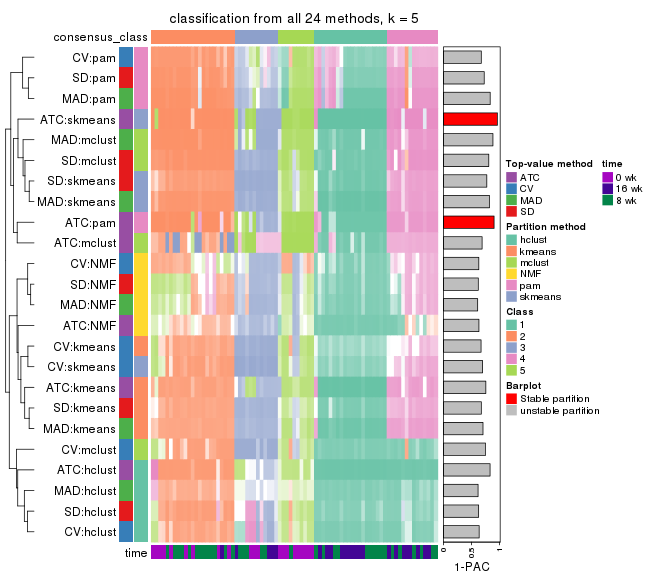 classification from all 24 methods, k = 5
consensus_class
CV:pam
SD:pam
MAD:pam
ATC:skmeans
MAD:mclust
SD:mclust
SD:skmeans
MAD:skmeans
ATC:pam
ATC:mclust
CV:NMF
SD:NMF
MAD:NMF
ATC:NMF
CV:kmeans
CV:skmeans
ATC:kmeans
SD:kmeans
MAD:kmeans
CV:mclust
ATC:hclust
MAD:hclust
SD:hclust
CV:hclust
time
0 0.5 1
1-PAC
Top-value method
ATC
CV
MAD
SD
time
0 wk
16 wk
8 wk
Partition method
hclust
kmeans
mclust
NMF
pam
skmeans
Class
1
2
3
4
5
Barplot
Stable partition
unstable partition